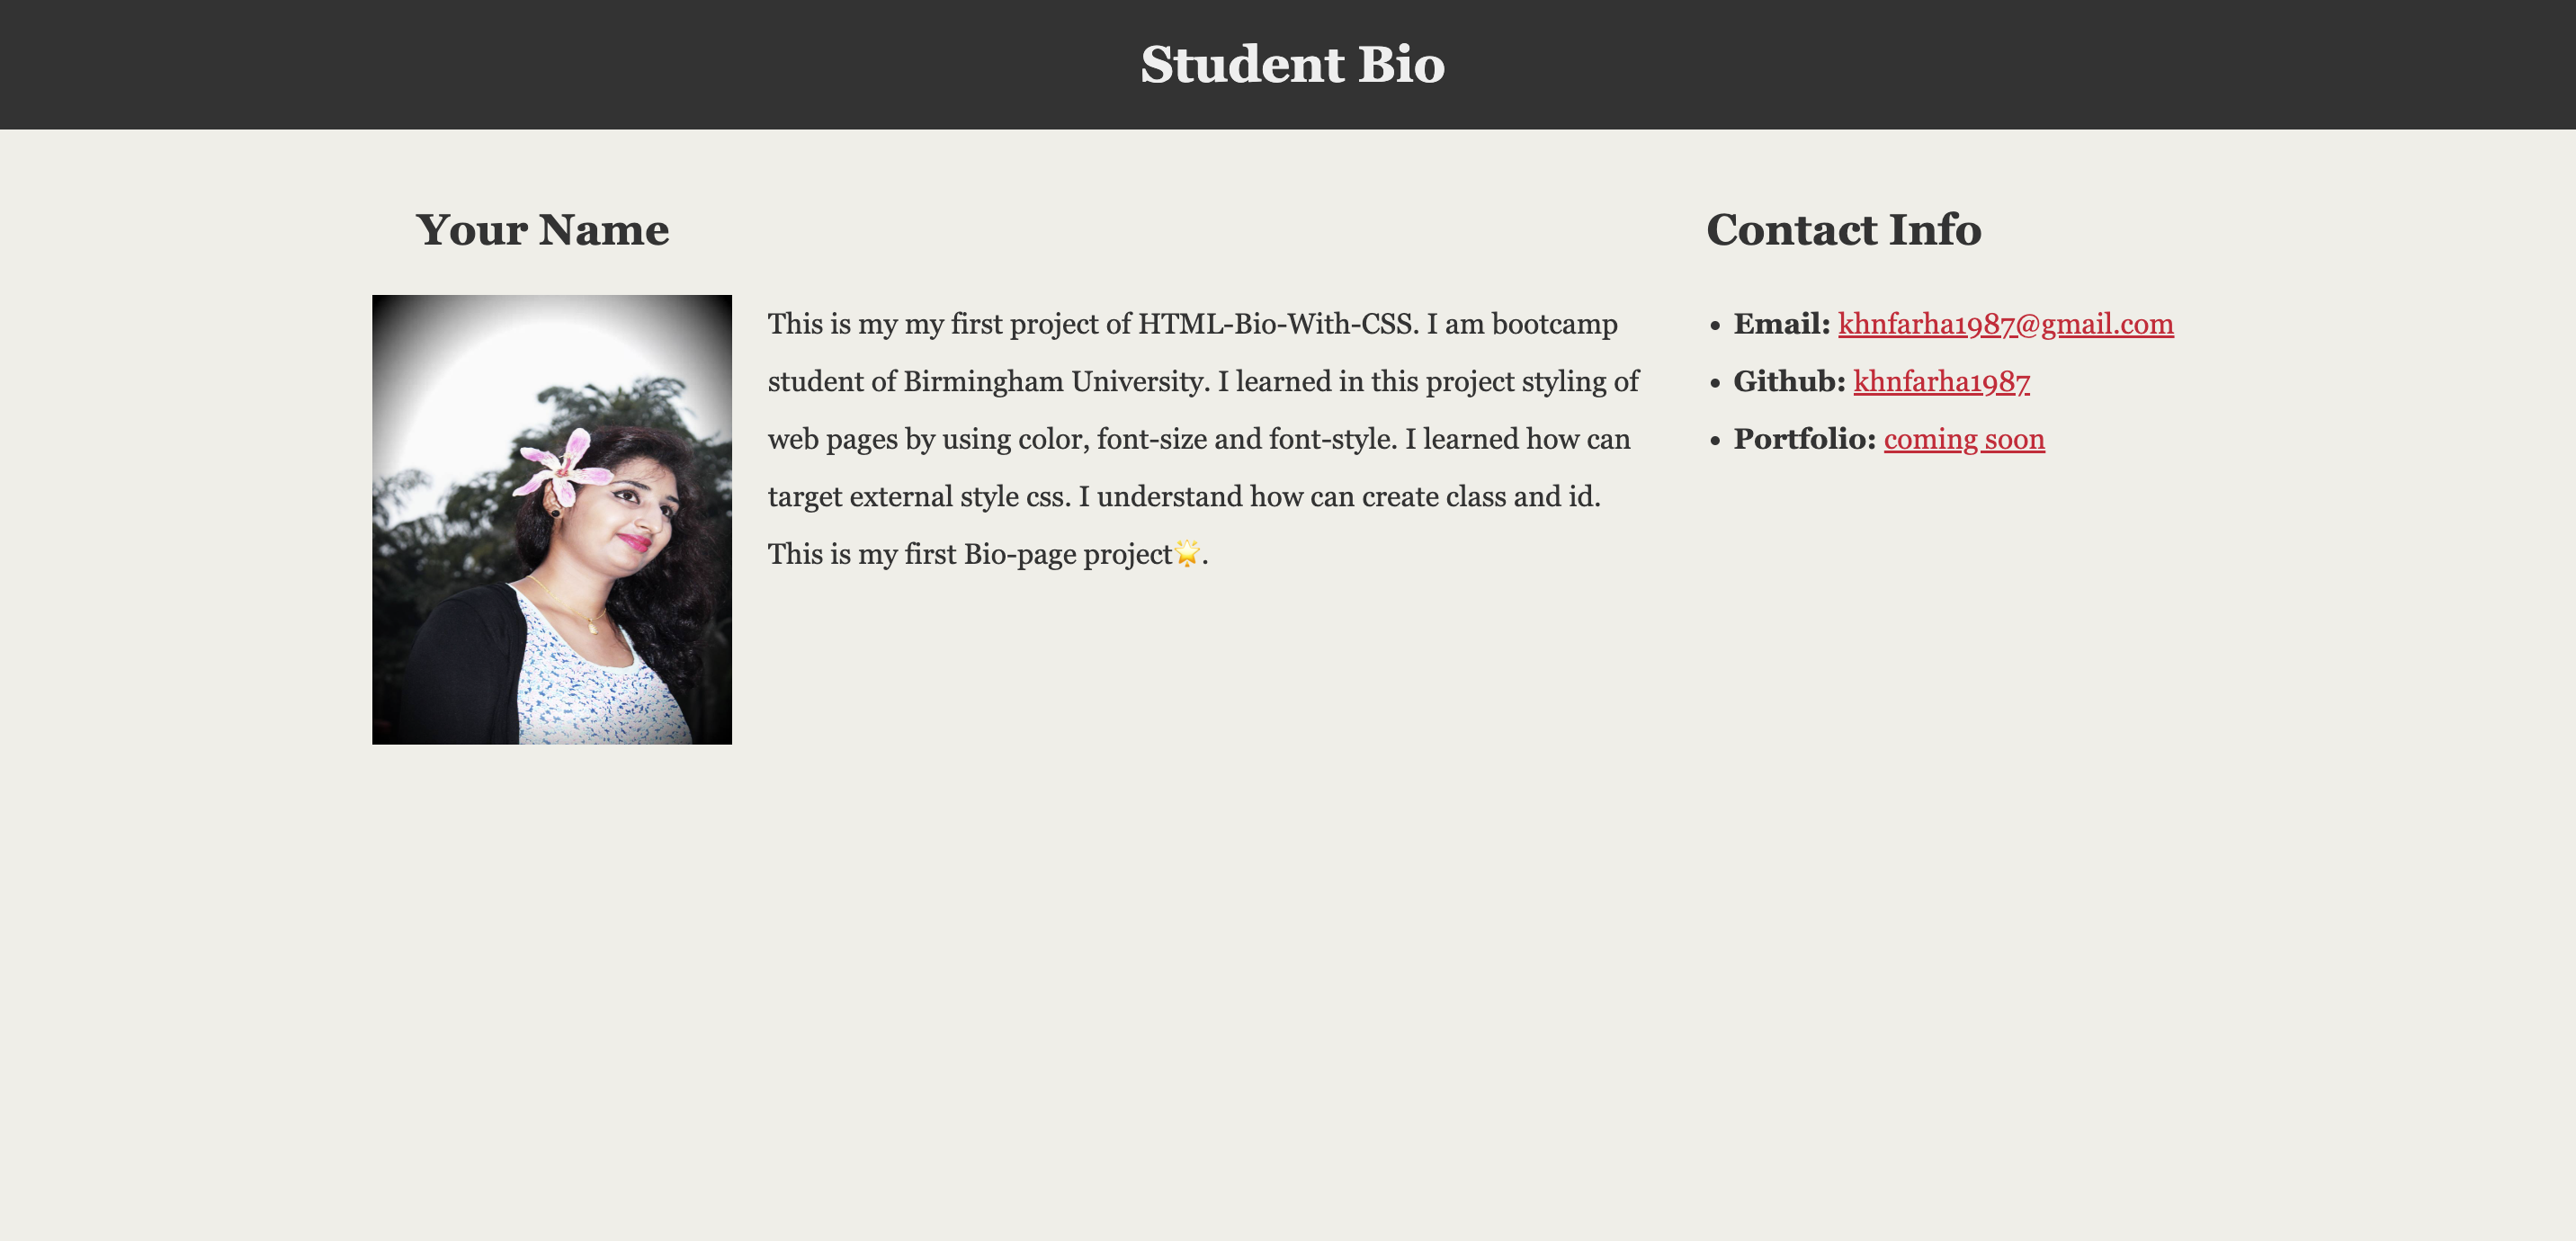 Student Bio
Your Name
This is my my first project of HTML-Bio-With-CSS. I am bootcamp
student of Birmingham University. I learned in this project styling of
web pages by using color, font-size and font-style. I learned how can
target external style css. I understand how can create class and id.
This is my first Bio-page project🌟.
Contact Info
• Email: khnfarha1987@gmail.com
• Github: khnfarha1987
• Portfolio: coming soon